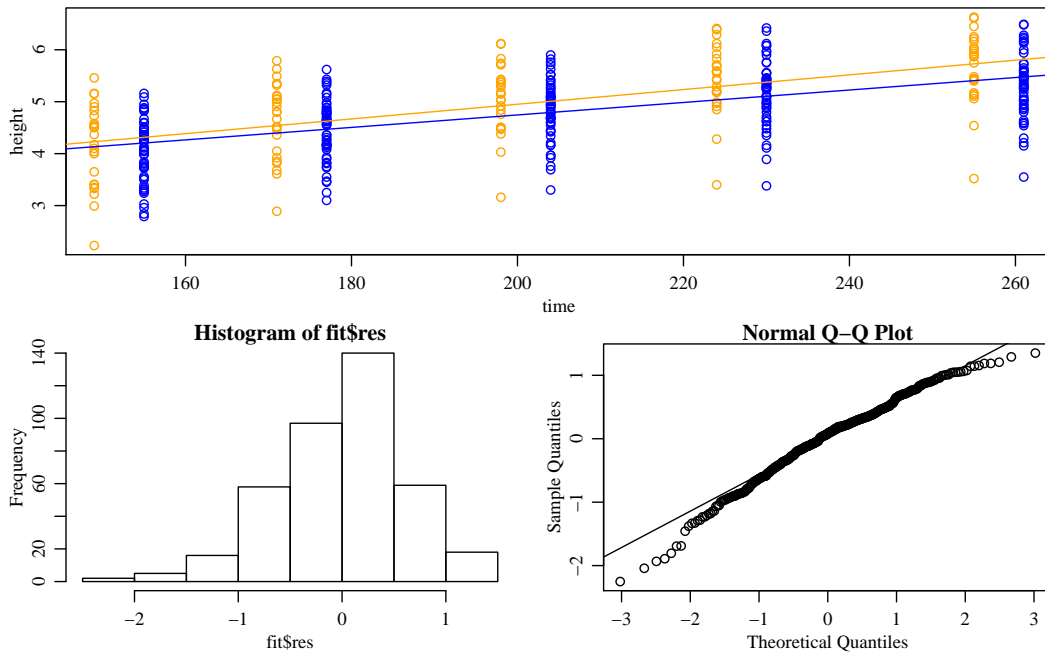 height
6
5
4
3
160 180 200 220 240 260
time
Histogram of fit$res
Frequency
140
100
60
20
0
−2 −1 0 1
fit$res
Normal Q−Q Plot
Sample Quantiles
1
0
−1
−2
−3 −2 −1 0 1 2 3
Theoretical Quantiles